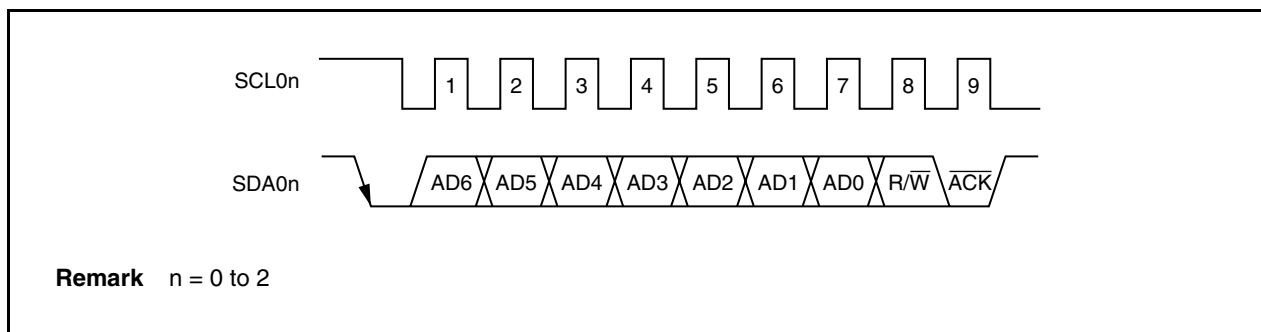 SCL0n 1 2 3 4 5 6 7 8 9
SDA0n AD6 AD5 AD4 AD3 AD2 AD1 AD0 R/W̅ A̅C̅K̅
Remark n = 0 to 2